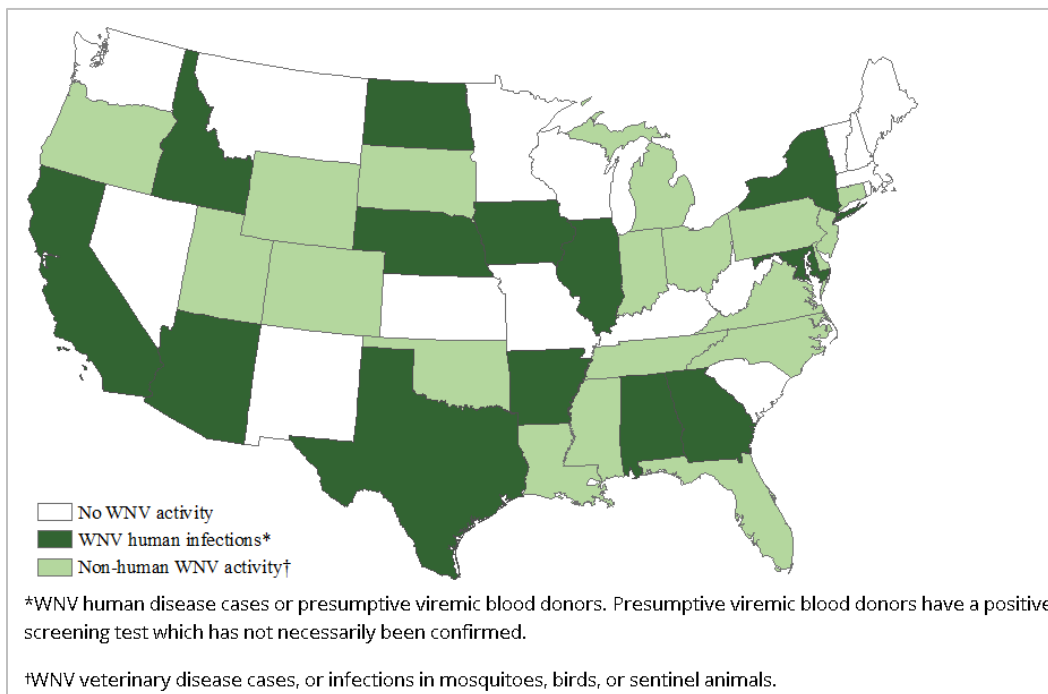 No WNV activity
WNV human infections*
Non-human WNV activity†
*WNV human disease cases or presumptive viremic blood donors. Presumptive viremic blood donors have a positive
screening test which has not necessarily been confirmed.
†WNV veterinary disease cases, or infections in mosquitoes, birds, or sentinel animals.